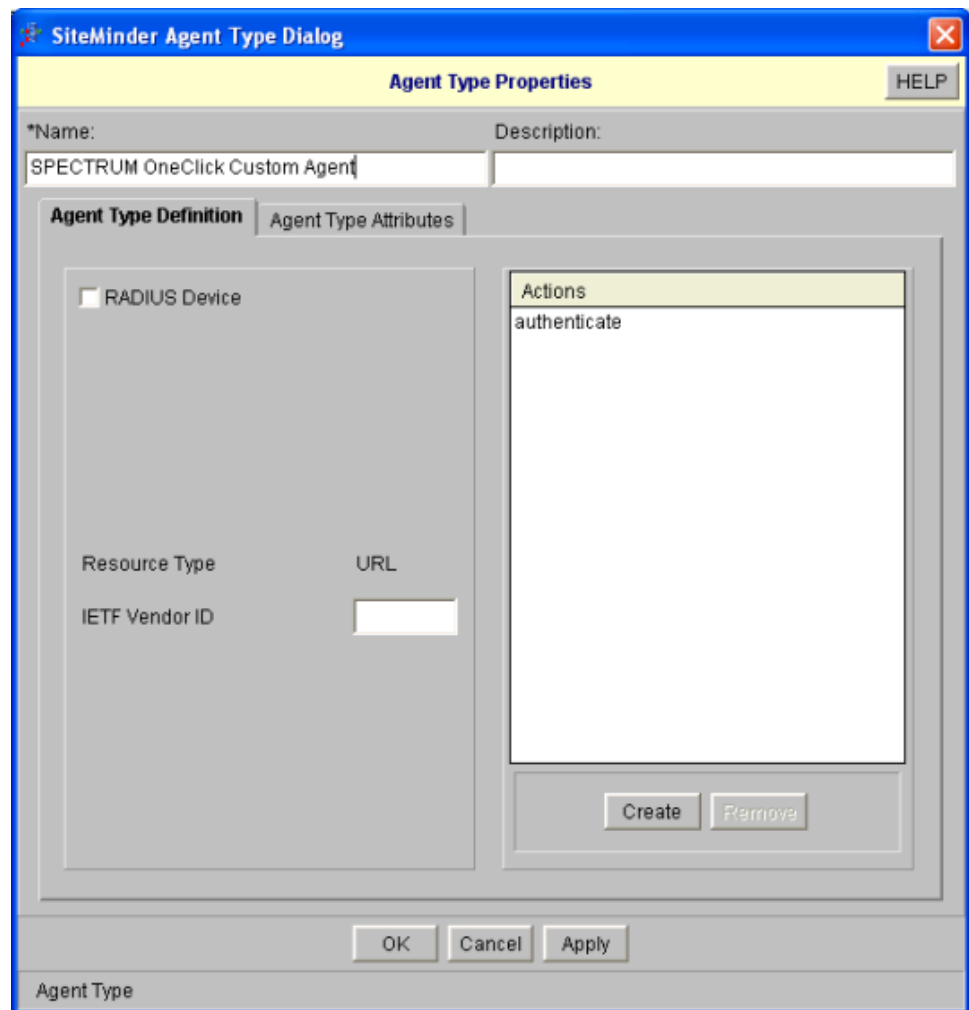 SiteMinder Agent Type Dialog
Agent Type Properties
HELP
*Name:
Description:
SPECTRUM OneClick Custom Agent
Agent Type Definition
Agent Type Attributes
RADIUS Device
Actions
authenticate
Resource Type
URL
IETF Vendor ID
Create
Remove
OK
Cancel
Apply
Agent Type